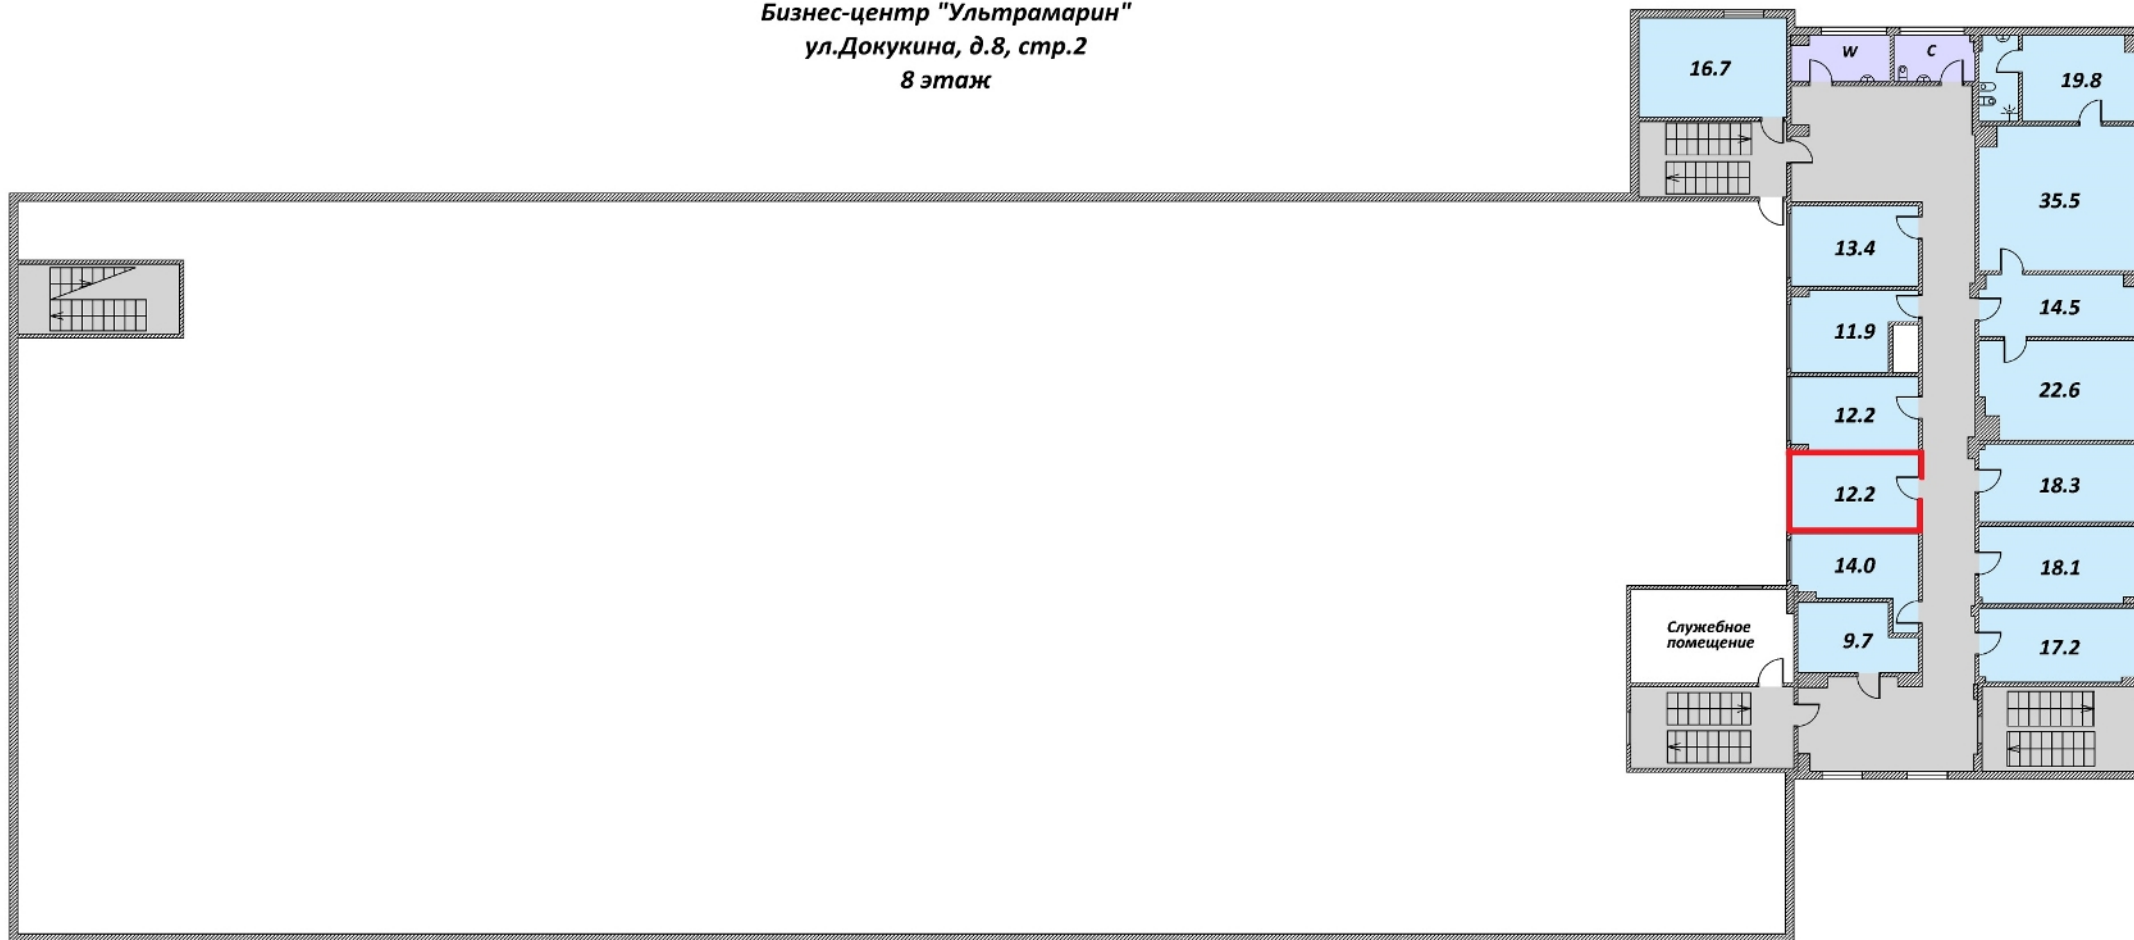 Бизнес-центр "Ультрамарин"
ул.Докукина, д.8, стр.2
8 этаж
16.7
W
C
19.8
35.5
13.4
14.5
11.9
22.6
12.2
12.2
18.3
14.0
18.1
Служебное
помещение
9.7
17.2